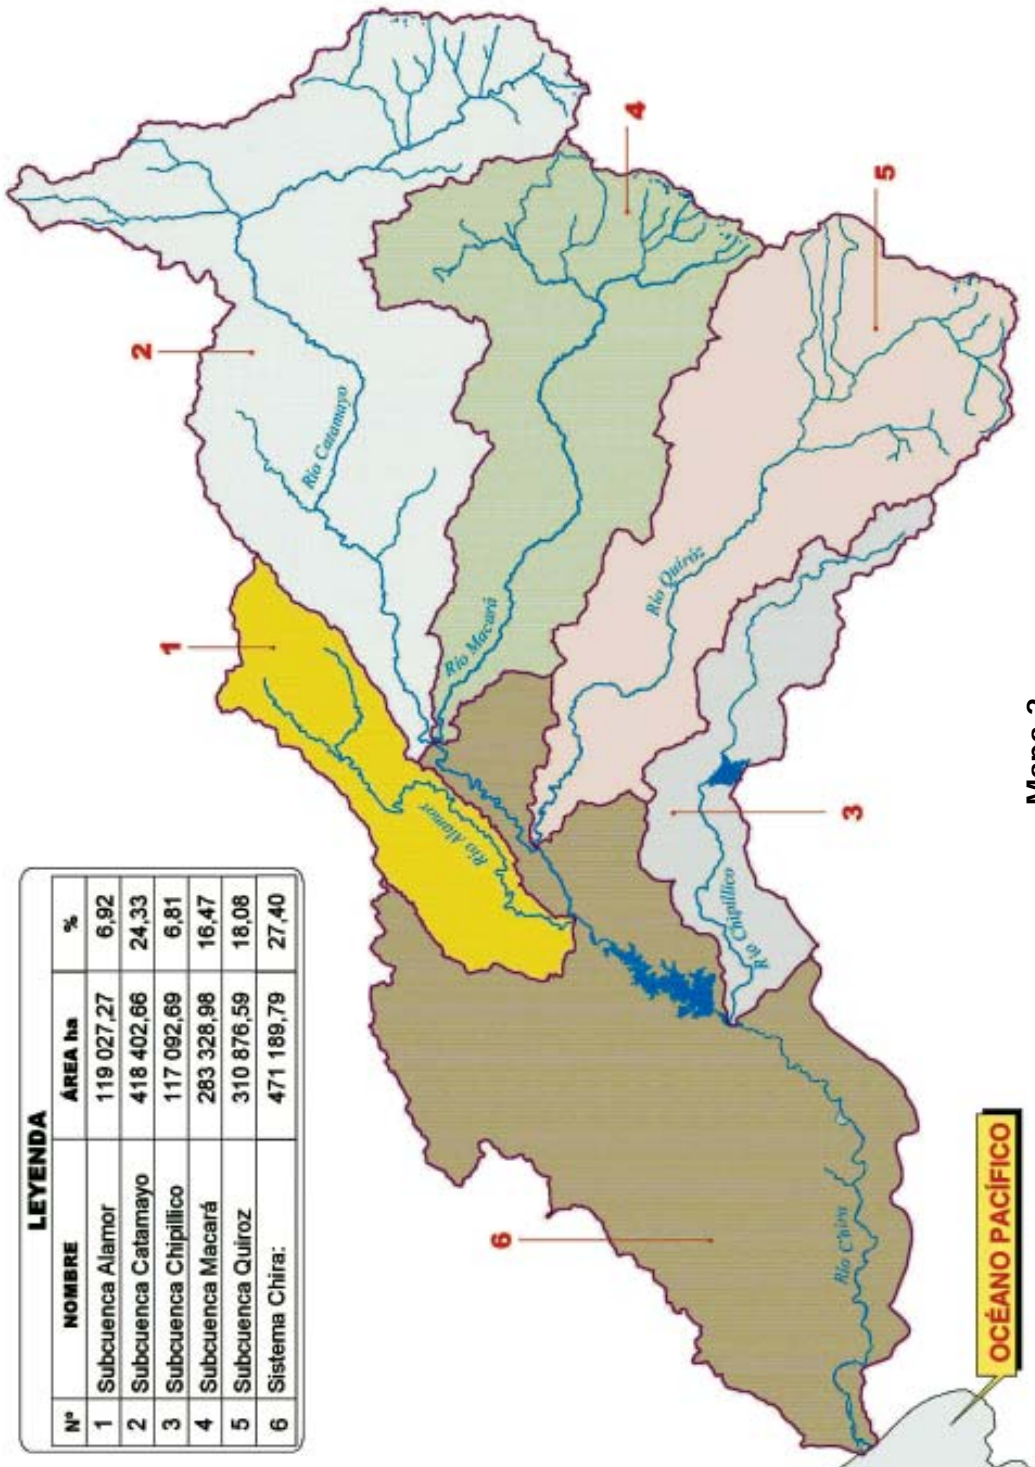 LEYENDA
Nº NOMBRE ÁREA ha %
1 Subcuenca Alamor 119 027,27 6,92
2 Subcuenca Catamayo 418 402,66 24,33
3 Subcuenca Chipillico 117 092,69 6,81
4 Subcuenca Macará 283 328,98 16,47
5 Subcuenca Quiroz 310 876,59 18,08
6 Sistema Chira: 471 189,79 27,40
1
2
3
4
5
6
Río Catamayo
Río Macará
Río Alamor
Río Quiróz
Río Chipillico
Río Chira
OCÉANO PACÍFICO